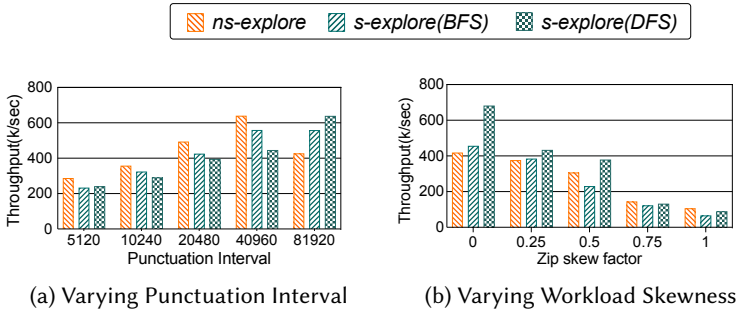 ns-explore s-explore(BFS) s-explore(DFS)
Throughput(k/sec)
800
600
400
200
0
5120 10240 20480 40960 81920
Punctuation Interval
(a) Varying Punctuation Interval
Throughput(k/sec)
800
600
400
200
0
0 0.25 0.5 0.75 1
Zip skew factor
(b) Varying Workload Skewness